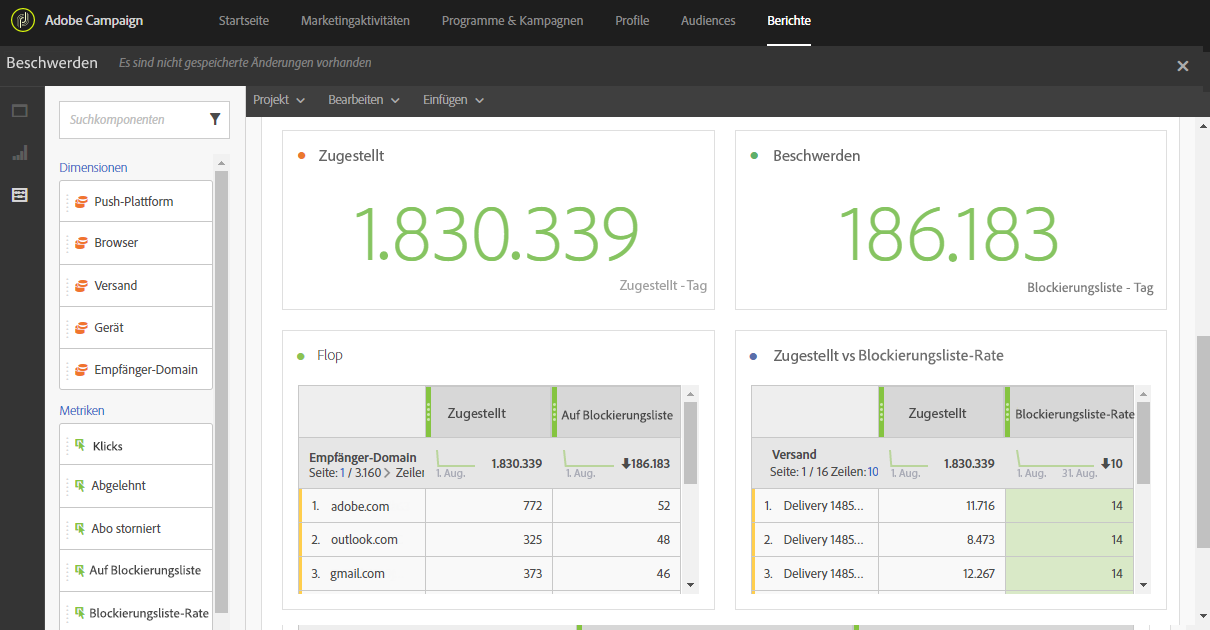 Adobe Campaign
Startseite Marketingaktivitäten Programme & Kampagnen Profile Audiences Berichte
Beschwerden Es sind nicht gespeicherte Änderungen vorhanden
Projekt Bearbeiten Einfügen
Suchkomponenten
Dimensionen
Push-Plattform
Browser
Versand
Gerät
Empfänger-Domain
Metriken
Klicks
Abgelehnt
Abo storniert
Auf Blockierungsliste
Blockierungsliste-Rate
Zugestellt
1.830.339
Zugestellt - Tag
Beschwerden
186.183
Blockierungsliste - Tag
Flop
Zugestellt Auf Blockierungsliste
Empfänger-Domain
Seite: 1 / 3.160 > Zeilen
1. Aug. 1.830.339 1. Aug. 186.183
1. adobe.com 772 52
2. outlook.com 325 48
3. gmail.com 373 46
Zugestellt vs Blockierungsliste-Rate
Zugestellt Blockierungsliste-Rate
Versand
Seite: 1 / 16 Zeilen: 10
1. Aug. 1.830.339 1. Aug. 31. Aug. 10
1. Delivery 1485... 11.716 14
2. Delivery 1485... 8.473 14
3. Delivery 1485... 12.267 14